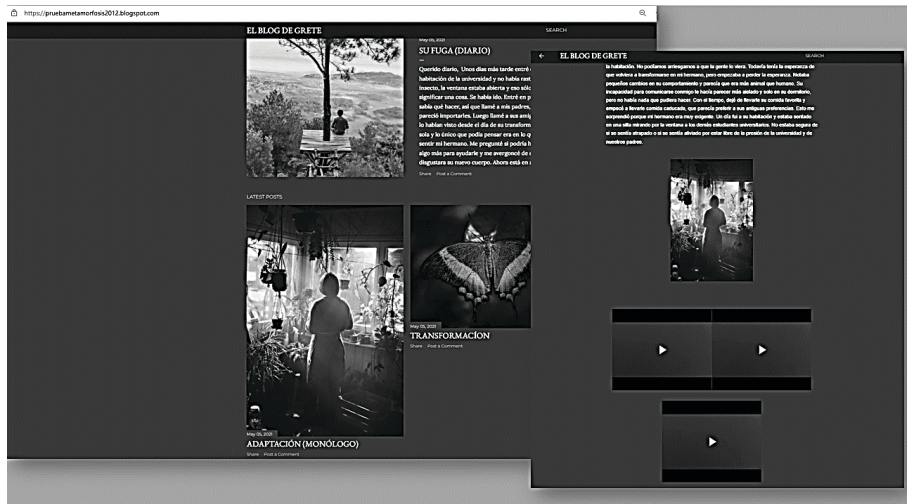 https://pruebametamorfosis2012.blogspot.com
EL BLOG DE GRETE
SEARCH
May 05, 2021
SU FUGA (DIARIO)
Querido diario, Unos días más tarde entré
habitación de la universidad y no había rast
insecto, la ventana estaba abierta y eso sólo
significar una cosa. Se había ido. Entré en p
sabía qué hacer, así que llamé a mis padres,
pareció importarles. Luego llamé a sus amig
lo habían visto desde el día de su transform
sola y lo único que podía pensar era en lo q
sentir mi hermano. Me pregunté si podría h
algo más para ayudarle y me avergoncé de
disgustara su nuevo cuerpo. Ahora está en
Share Post a Comment
LATEST POSTS
May 05, 2021
ADAPTACIÓN (MONÓLOGO)
Share Post a Comment
May 05, 2021
TRANSFORMACÍON
Share Post a Comment
EL BLOG DE GRETE
SEARCH
la habitación. No podíamos arriesgarnos a que la gente lo viera. Todavía tenía la esperanza de
que volviera a transformarse en mi hermano, pero empezaba a perder la esperanza. Notaba
pequeños cambios en su comportamiento y parecía que era más animal que humano. Su
incapacidad para comunicarse conmigo le hacía parecer más aislado y solo en su dormitorio,
pero no había nada que pudiera hacer. Con el tiempo, dejé de llevarle su comida favorita y
empecé a llevarle comida caducada, que parecía preferir a sus antiguas preferencias. Esto me
sorprendió porque mi hermano era muy exigente. Un día fui a su habitación y estaba sentado
en una silla mirando por la ventana a los demás estudiantes universitarios. No estaba segura de
si se sentía atrapado o si se sentía aliviado por estar libre de la presión de la universidad y de
nuestros padres.